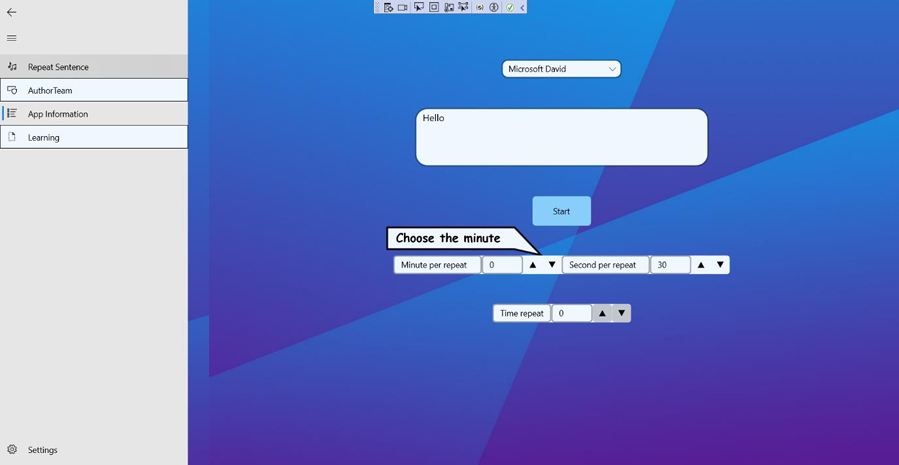 Repeat Sentence
AuthorTeam
App Information
Learning
Settings
Microsoft David
Hello
Start
Choose the minute
Minute per repeat 0 Second per repeat 30
Time repeat 0